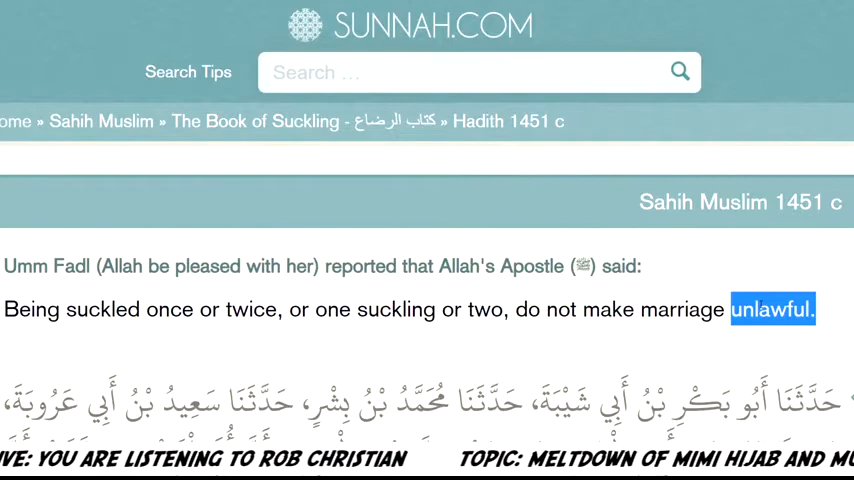 SUNNAH.COM
Search Tips
Search ...
ome » Sahih Muslim » The Book of Suckling - كتاب الرضاع » Hadith 1451 c
Sahih Muslim 1451 c
Umm Fadl (Allah be pleased with her) reported that Allah's Apostle (ﷺ) said:
Being suckled once or twice, or one suckling or two, do not make marriage unlawful.
حَدَّثَنَا أَبُو بَكْرِ بْنُ أَبِي شَيْبَةَ، حَدَّثَنَا مُحَمَّدُ بْنُ بِشْرٍ، حَدَّثَنَا سَعِيدُ بْنُ أَبِي عَرُوبَةَ،
IVE: YOU ARE LISTENING TO ROB CHRISTIAN TOPIC: MELTDOWN OF MIMI HIJAB AND MU